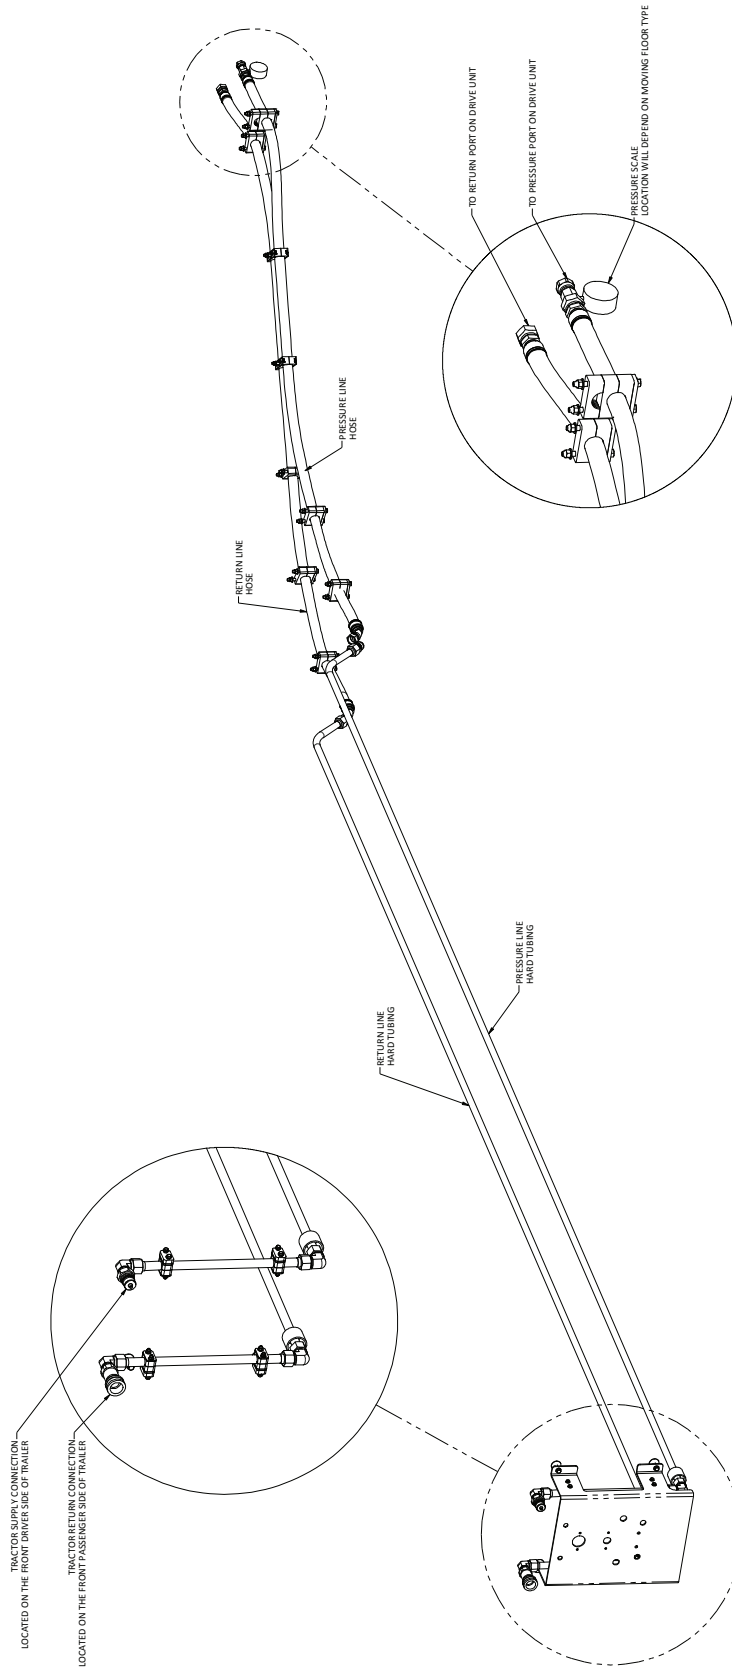 TRACTOR SUPPLY CONNECTION
LOCATED ON THE FRONT DRIVER SIDE OF TRAILER
TRACTOR RETURN CONNECTION
LOCATED ON THE FRONT PASSENGER SIDE OF TRAILER
RETURN LINE
HARD TUBING
PRESSURE LINE
HARD TUBING
RETURN LINE
HOSE
PRESSURE LINE
HOSE
TO RETURN PORT ON DRIVE UNIT
TO PRESSURE PORT ON DRIVE UNIT
PRESSURE SCALE
LOCATION WILL DEPEND ON MOVING FLOOR TYPE